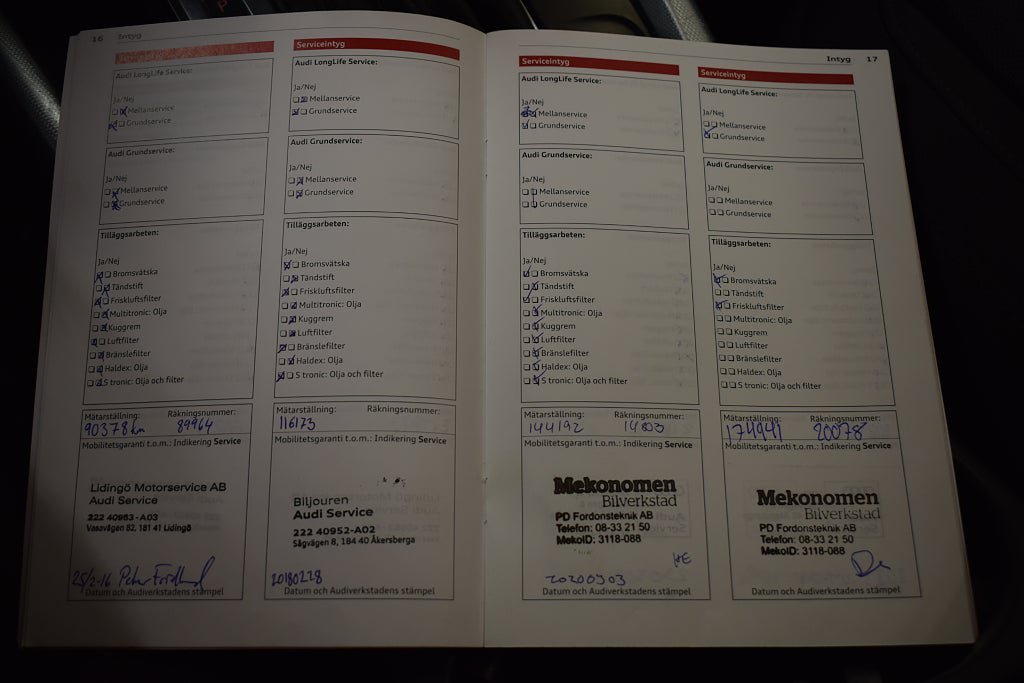 P
16 Intyg
Audi LongLife Service:
Ja/Nej
Mellanservice
Grundservice
Audi Grundservice:
Ja/Nej
Mellanservice
Grundservice
Tilläggsarbeten:
Ja/Nej
Bromsvätska
Tändstift
Friskluftsfilter
Multitronic: Olja
Kuggrem
Luftfilter
Bränslefilter
Haldex: Olja
S tronic: Olja och filter
Mätarställning: Räkningsnummer:
90378 km 89964
Mobilitetsgaranti t.o.m.: Indikering Service
Lidingö Motorservice AB
Audi Service
222 40963 - A03
Vasavägen 82, 181 41 Lidingö
25/2-16 Peter
Datum och Audiverkstadens stämpel
Serviceintyg
Audi LongLife Service:
Ja/Nej
Mellanservice
Grundservice
Audi Grundservice:
Ja/Nej
Mellanservice
Grundservice
Tilläggsarbeten:
Ja/Nej
Bromsvätska
Tändstift
Friskluftsfilter
Multitronic: Olja
Kuggrem
Luftfilter
Bränslefilter
Haldex: Olja
S tronic: Olja och filter
Mätarställning: Räkningsnummer:
116173
Mobilitetsgaranti t.o.m.: Indikering Service
Biljouren
Audi Service
222 40952-A02
Sågvägen 8, 184 40 Åkersberga
20180228
Datum och Audiverkstadens stämpel
Serviceintyg
Audi LongLife Service:
Ja/Nej
Mellanservice
Grundservice
Audi Grundservice:
Ja/Nej
Mellanservice
Grundservice
Tilläggsarbeten:
Ja/Nej
Bromsvätska
Tändstift
Friskluftsfilter
Multitronic: Olja
Kuggrem
Luftfilter
Bränslefilter
Haldex: Olja
S tronic: Olja och filter
Mätarställning: Räkningsnummer:
144192 14803
Mobilitetsgaranti t.o.m.: Indikering Service
Mekonomen
Bilverkstad
PD Fordonsteknik AB
Telefon: 08-33 21 50
MekoID: 3118-088
20200303
Datum och Audiverkstadens stämpel
Intyg 17
Serviceintyg
Audi LongLife Service:
Ja/Nej
Mellanservice
Grundservice
Audi Grundservice:
Ja/Nej
Mellanservice
Grundservice
Tilläggsarbeten:
Ja/Nej
Bromsvätska
Tändstift
Friskluftsfilter
Multitronic: Olja
Kuggrem
Luftfilter
Bränslefilter
Haldex: Olja
S tronic: Olja och filter
Mätarställning: Räkningsnummer:
174941 20078
Mobilitetsgaranti t.o.m.: Indikering Service
Mekonomen
Bilverkstad
PD Fordonsteknik AB
Telefon: 08-33 21 50
MekoID: 3118-088
Datum och Audiverkstadens stämpel